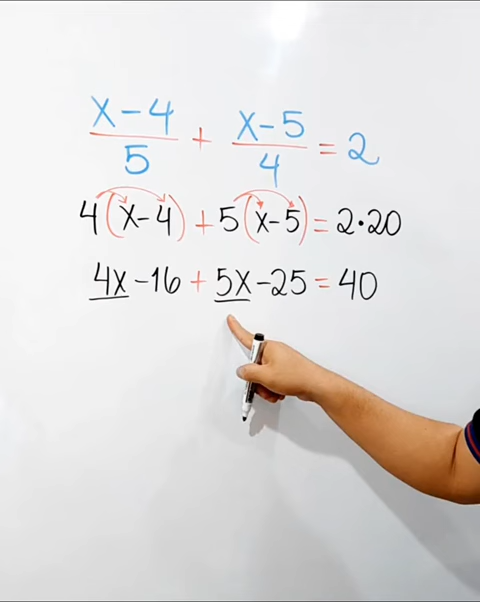 x-4/5 + x-5/4 = 2
4(x-4) + 5(x-5) = 2·20
4x-16 + 5x-25 = 40